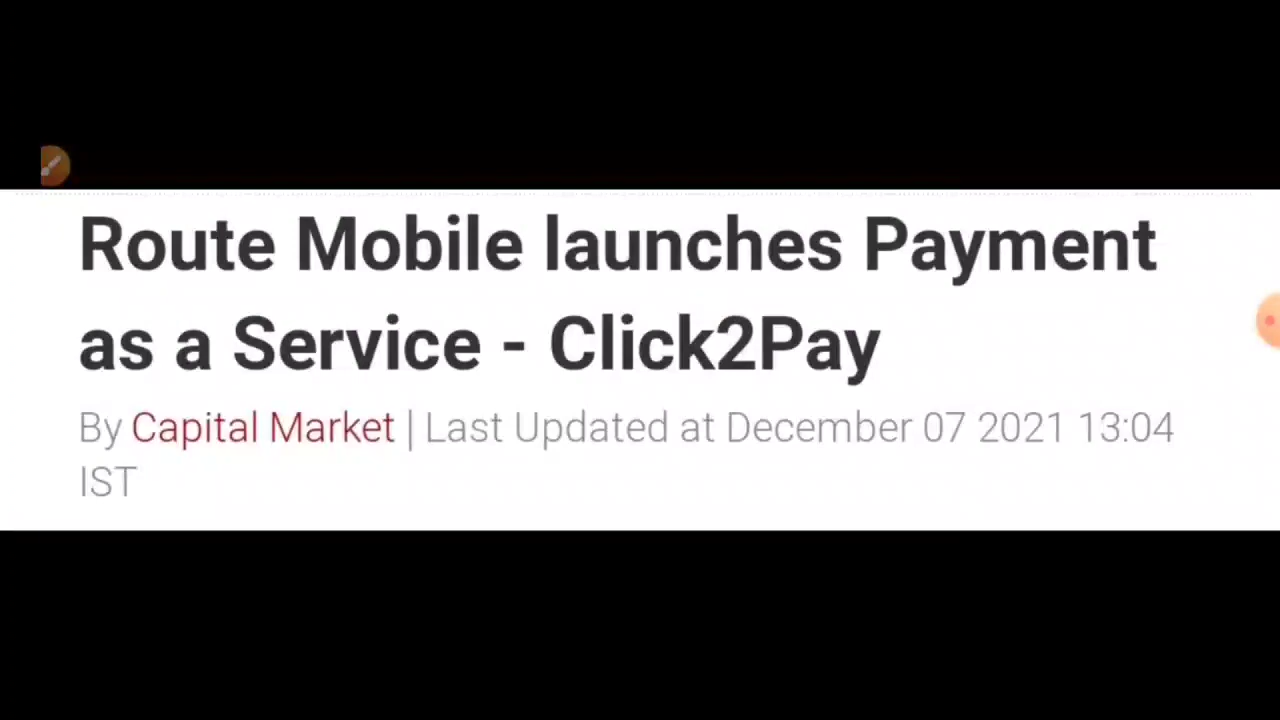 Route Mobile launches Payment
as a Service - Click2Pay
By Capital Market | Last Updated at December 07 2021 13:04
IST